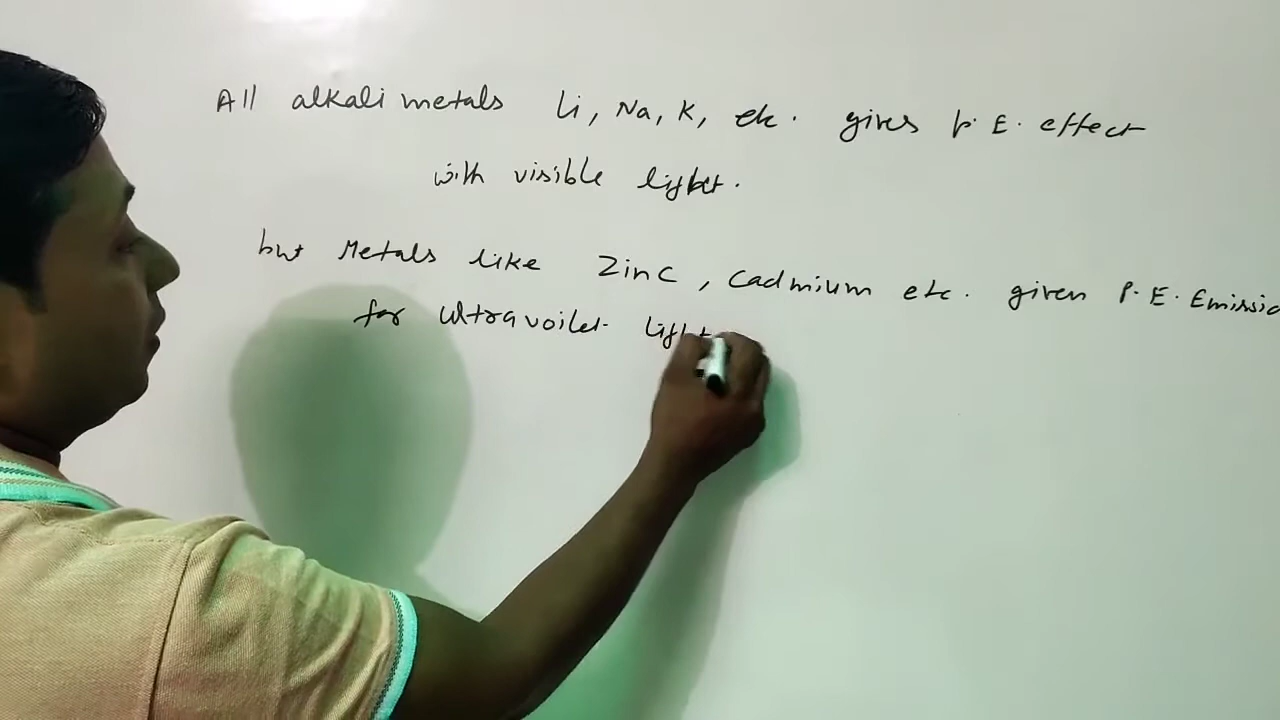 All alkali metals Li, Na, K, etc. gives P.E. effect
with visible light.
but Metals like Zinc, Cadmium etc. given P.E. Emissio
for ultravoilet light